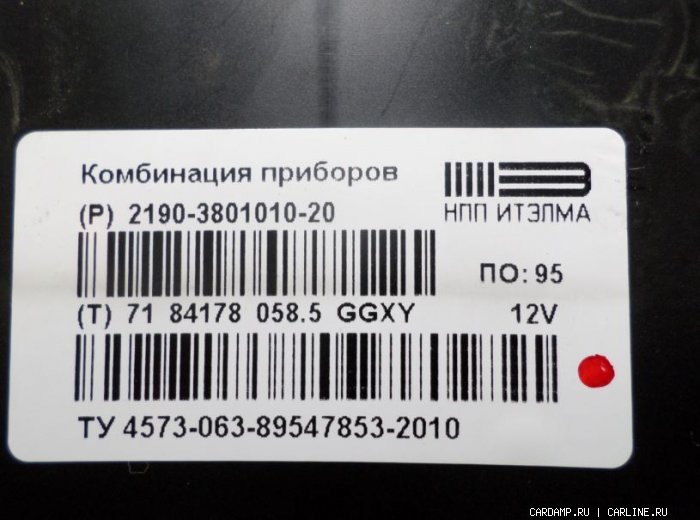 Комбинация приборов
(P) 2190-3801010-20
НПП ИТЭЛМА
ПО: 95
(T) 71 84178 058.5 GGXY 12V
ТУ 4573-063-89547853-2010
CARDAMP.RU | CARLINE.RU